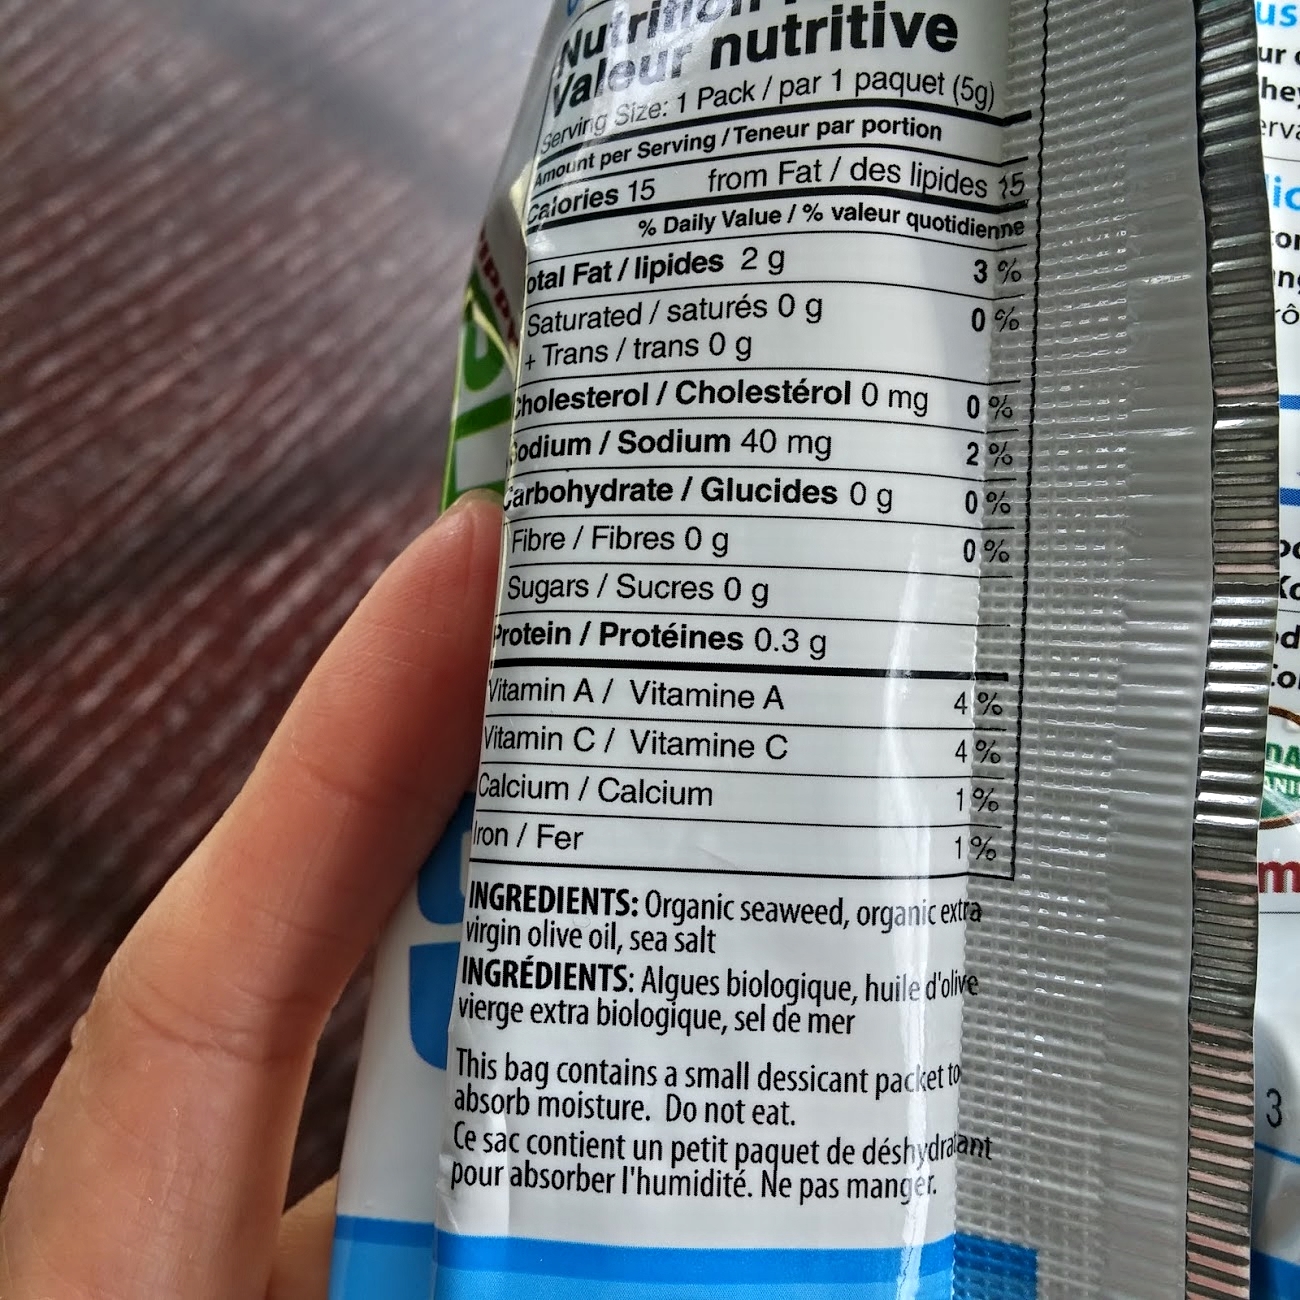 Nutrition
Valeur nutritive
Serving Size: 1 Pack / par 1 paquet (5g)
Amount per Serving / Teneur par portion
Calories 15 from Fat / des lipides 15
% Daily Value / % valeur quotidienne
otal Fat / lipides 2 g 3 %
Saturated / saturés 0 g 0 %
+ Trans / trans 0 g
holesterol / Cholestérol 0 mg 0 %
odium / Sodium 40 mg 2 %
Carbohydrate / Glucides 0 g 0 %
Fibre / Fibres 0 g 0 %
Sugars / Sucres 0 g
Protein / Protéines 0.3 g
Vitamin A / Vitamine A 4 %
Vitamin C / Vitamine C 4 %
Calcium / Calcium 1 %
Iron / Fer 1 %
INGREDIENTS: Organic seaweed, organic extra
virgin olive oil, sea salt
INGRÉDIENTS: Algues biologique, huile d'olive
vierge extra biologique, sel de mer
This bag contains a small dessicant packet to
absorb moisture. Do not eat.
Ce sac contient un petit paquet de déshydratant
pour absorber l'humidité. Ne pas manger.
3